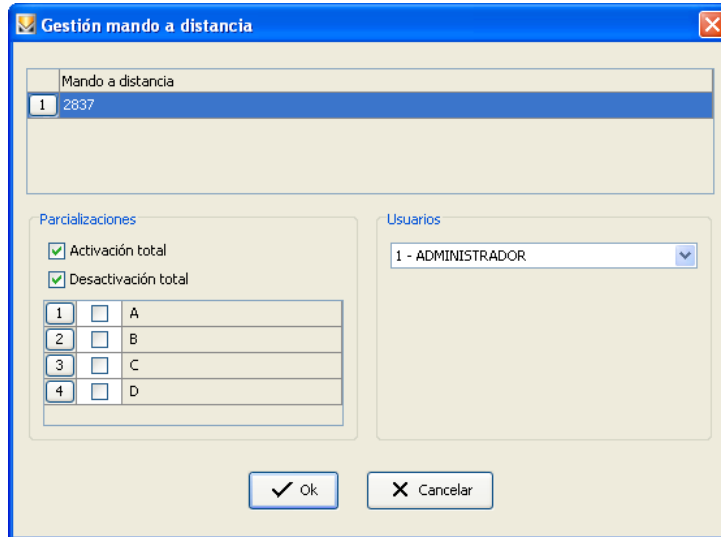 Gestión mando a distancia
Mando a distancia
1 2837
Parcializaciones
Activación total
Desactivación total
1 A
2 B
3 C
4 D
Usuarios
1 - ADMINISTRADOR
Ok
Cancelar